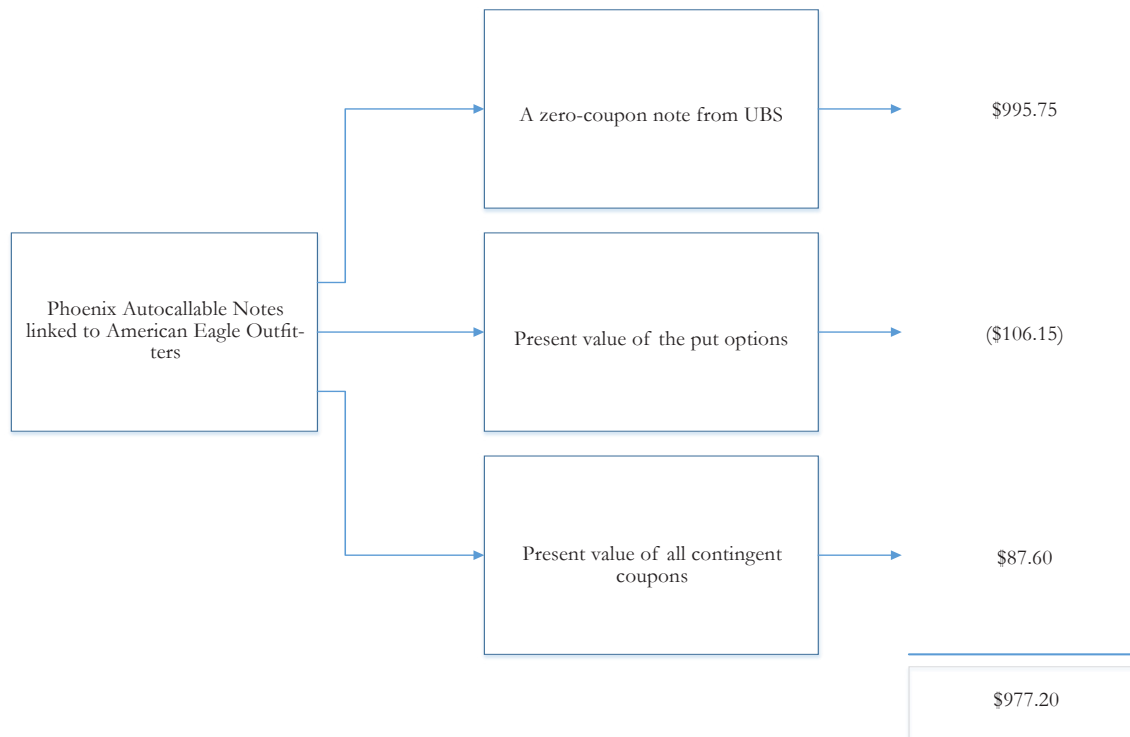 A zero-coupon note from UBS
$995.75
Phoenix Autocallable Notes
linked to American Eagle Outfit-
ters
Present value of the put options
($106.15)
Present value of all contingent
coupons
$87.60
$977.20